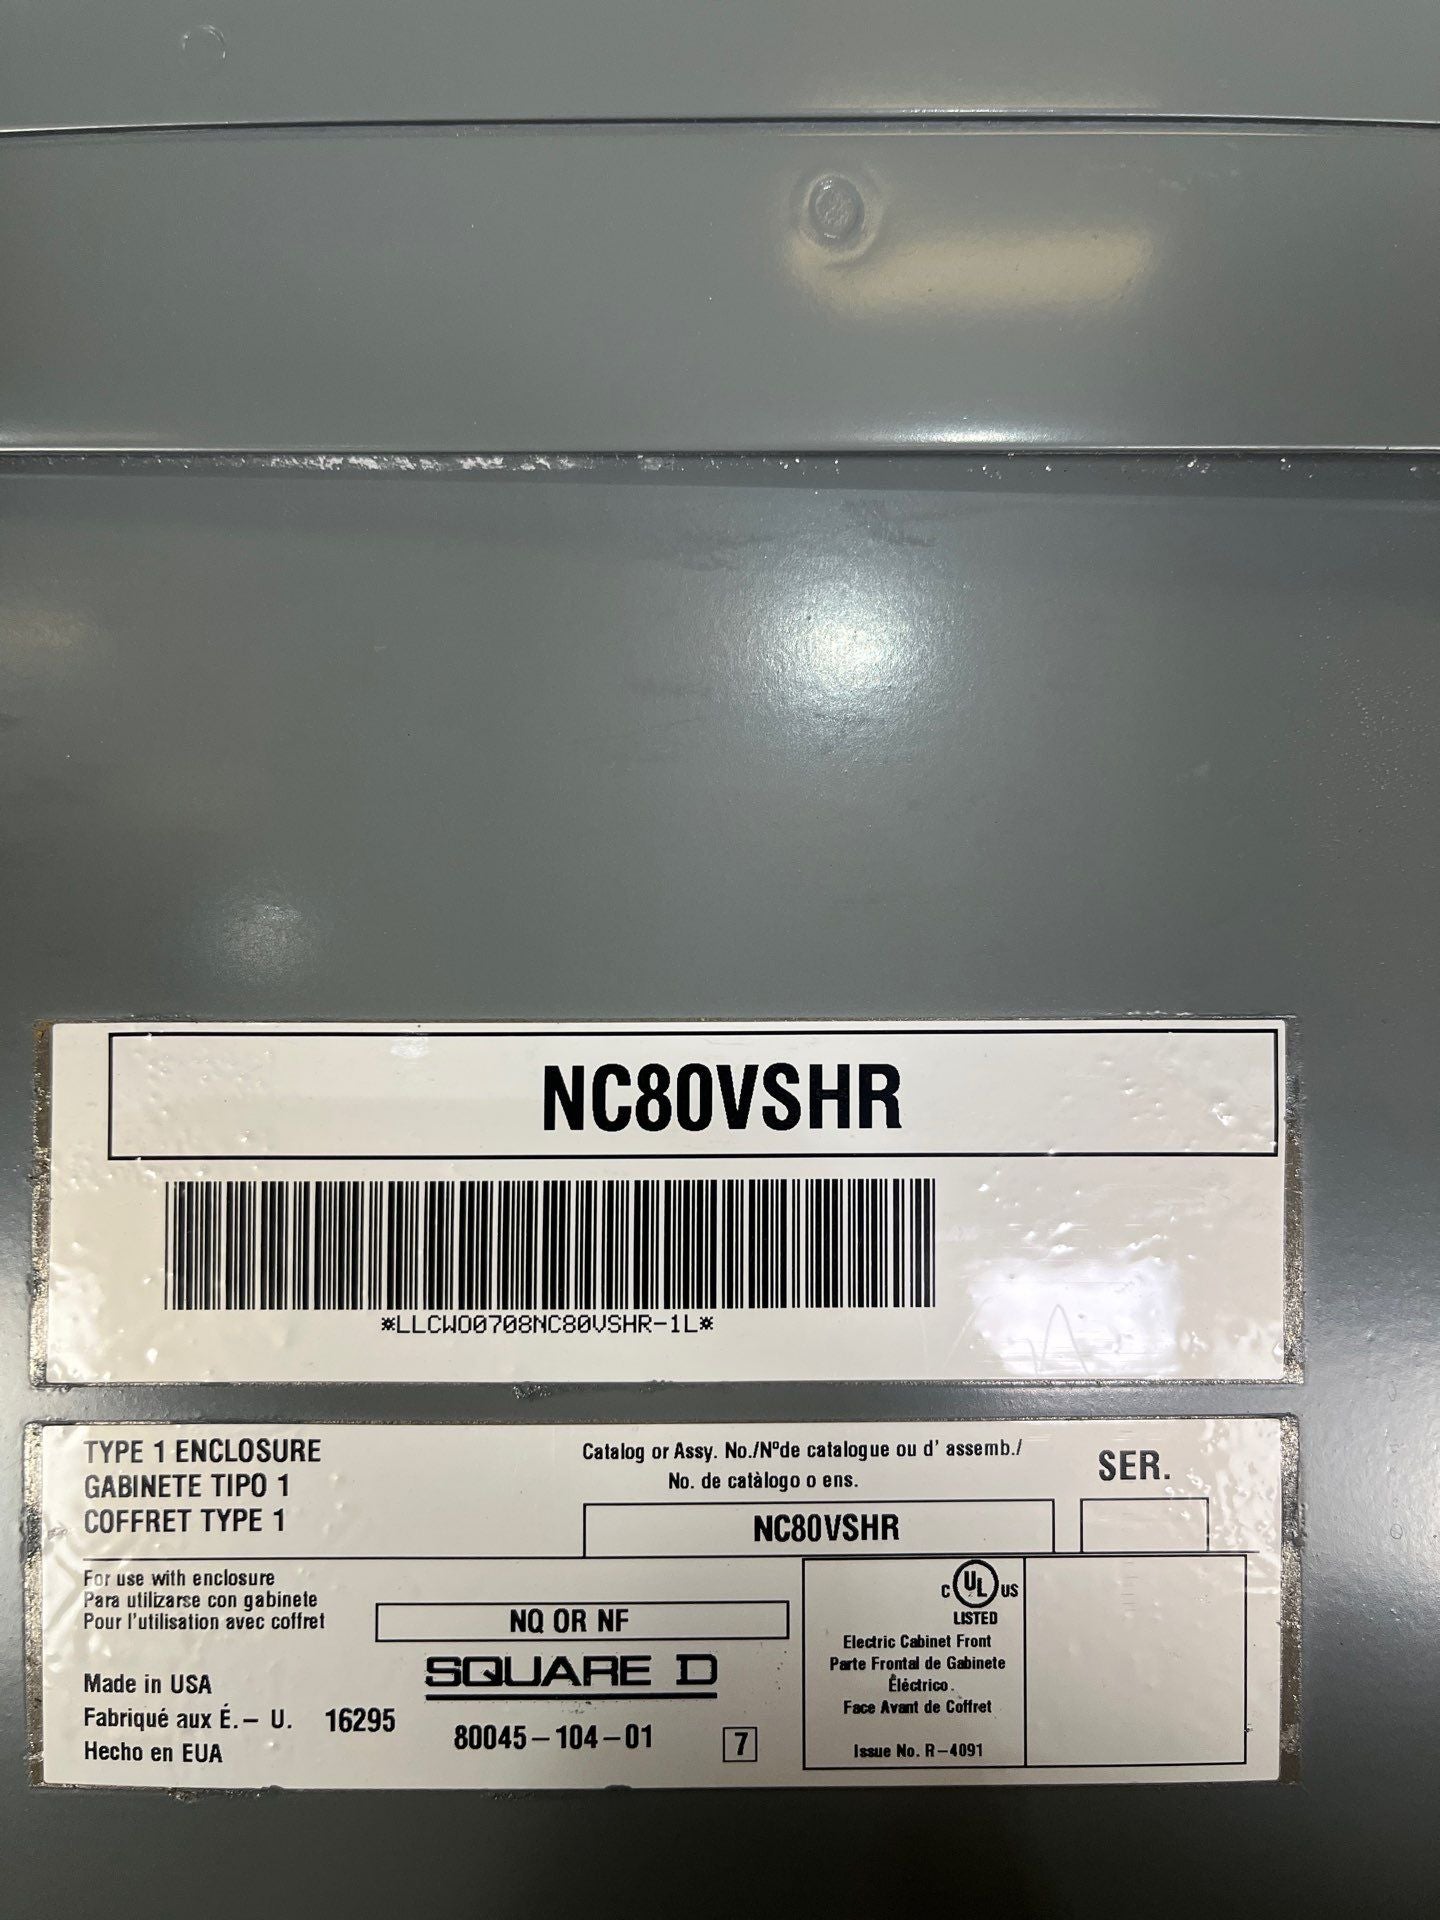 NC80VSHR
*LLCWO0708NC80VSHR-1L*
TYPE 1 ENCLOSURE
GABINETE TIPO 1
COFFRET TYPE 1
Catalog or Assy. No./Nºde catalogue ou d' assemb./
No. de catàlogo o ens.
NC80VSHR
SER.
For use with enclosure
Para utilizarse con gabinete
Pour l'utilisation avec coffret
NQ OR NF
Made in USA
Fabriqué aux É.– U. 16295
Hecho en EUA
SQUARE D
80045–104–01 7
C UL US
LISTED
Electric Cabinet Front
Parte Frontal de Gabinete
Éléctrico.
Face Avant de Coffret
Issue No. R–4091